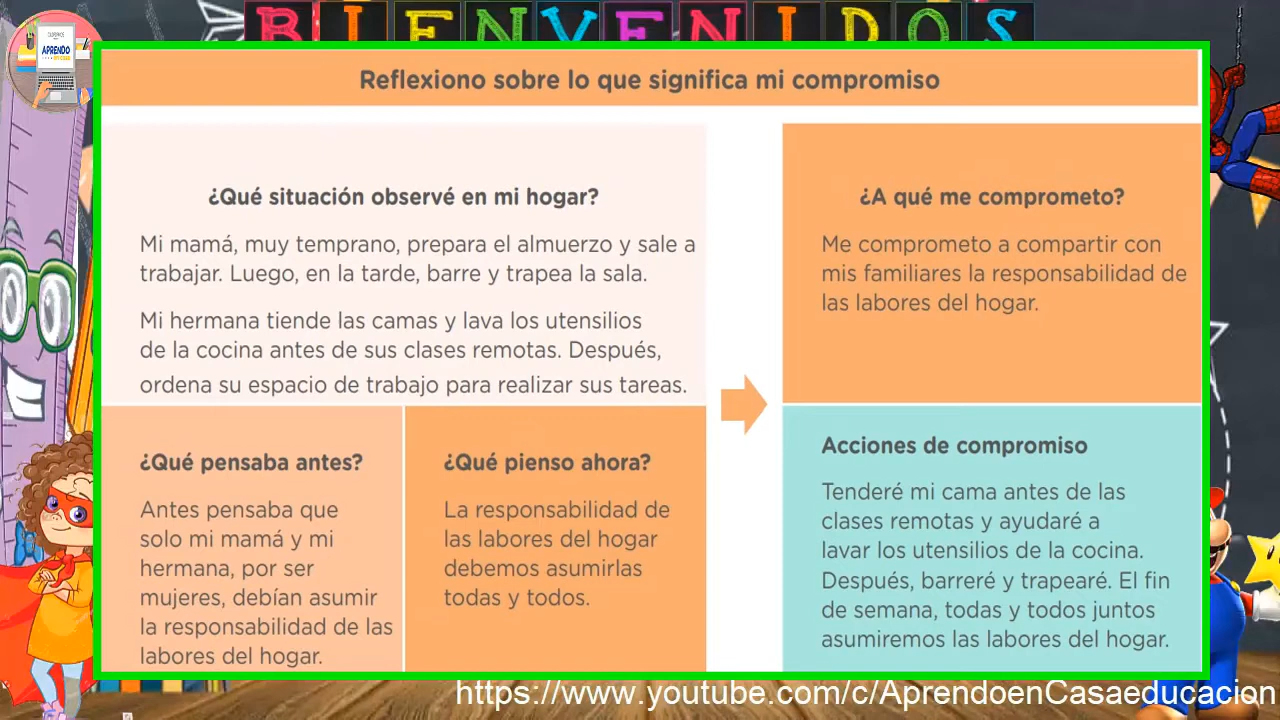 BIENVENIDOS
APRENDO
Reflexiono sobre lo que significa mi compromiso
¿Qué situación observé en mi hogar?
Mi mamá, muy temprano, prepara el almuerzo y sale a
trabajar. Luego, en la tarde, barre y trapea la sala.
Mi hermana tiende las camas y lava los utensilios
de la cocina antes de sus clases remotas. Después,
ordena su espacio de trabajo para realizar sus tareas.
¿Qué pensaba antes?
Antes pensaba que
solo mi mamá y mi
hermana, por ser
mujeres, debían asumir
la responsabilidad de las
labores del hogar.
¿Qué pienso ahora?
La responsabilidad de
las labores del hogar
debemos asumirlas
todas y todos.
¿A qué me comprometo?
Me comprometo a compartir con
mis familiares la responsabilidad de
las labores del hogar.
Acciones de compromiso
Tenderé mi cama antes de las
clases remotas y ayudaré a
lavar los utensilios de la cocina.
Después, barreré y trapearé. El fin
de semana, todas y todos juntos
asumiremos las labores del hogar.
https://www.youtube.com/c/AprendoenCasaeducacion